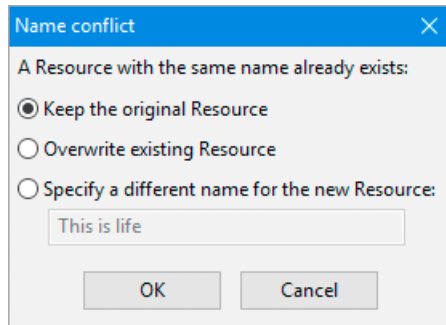 Name conflict
A Resource with the same name already exists:
Keep the original Resource
Overwrite existing Resource
Specify a different name for the new Resource:
This is life
OK Cancel